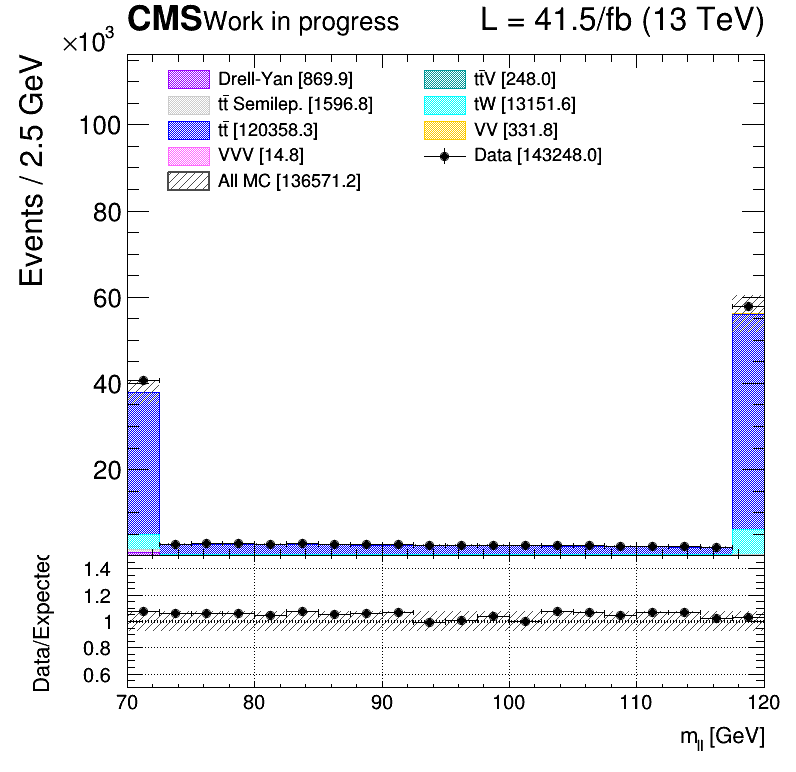 CMS Work in progress L = 41.5/fb (13 TeV)
×10³
Events / 2.5 GeV
Drell-Yan [869.9]
tt̄ Semilep. [1596.8]
tt̄ [120358.3]
VVV [14.8]
All MC [136571.2]
tt̄V [248.0]
tW [13151.6]
VV [331.8]
Data [143248.0]
100
80
60
40
20
Data/Expected
1.4
1.2
1
0.8
0.6
70 80 90 100 110 120
m_ll [GeV]